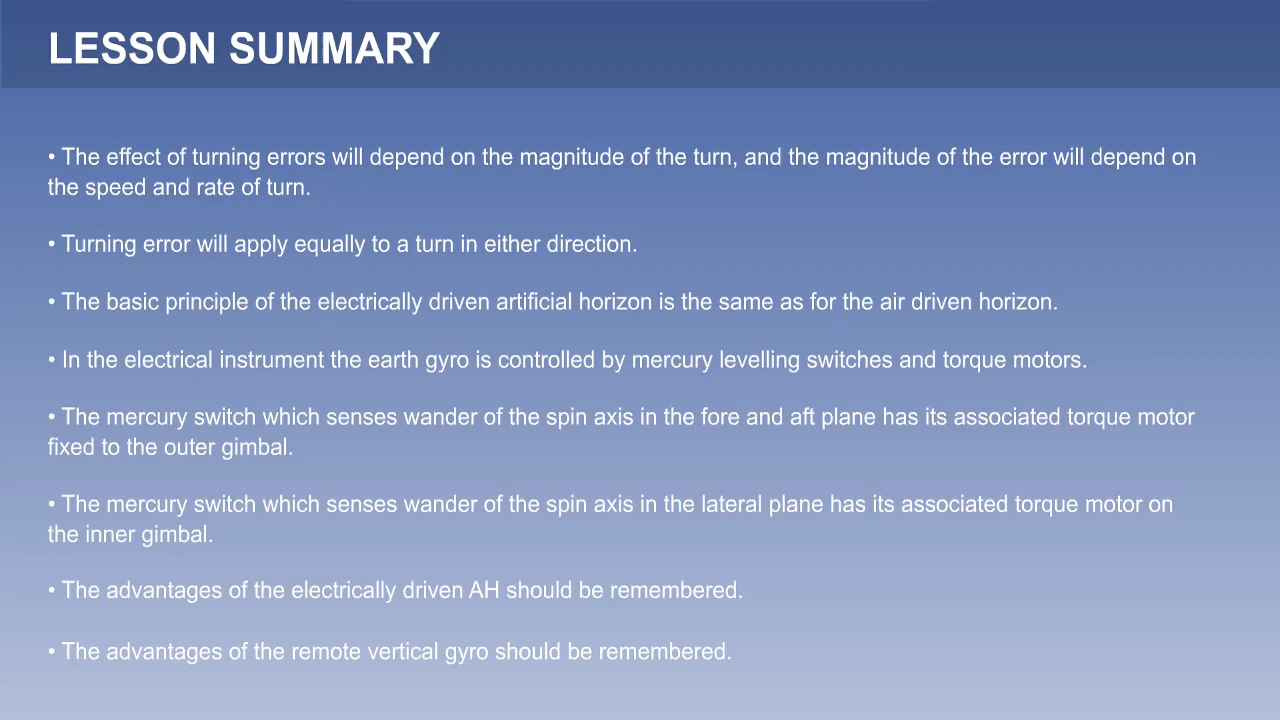 LESSON SUMMARY
• The effect of turning errors will depend on the magnitude of the turn, and the magnitude of the error will depend on
the speed and rate of turn.
• Turning error will apply equally to a turn in either direction.
• The basic principle of the electrically driven artificial horizon is the same as for the air driven horizon.
• In the electrical instrument the earth gyro is controlled by mercury levelling switches and torque motors.
• The mercury switch which senses wander of the spin axis in the fore and aft plane has its associated torque motor
fixed to the outer gimbal.
• The mercury switch which senses wander of the spin axis in the lateral plane has its associated torque motor on
the inner gimbal.
• The advantages of the electrically driven AH should be remembered.
• The advantages of the remote vertical gyro should be remembered.